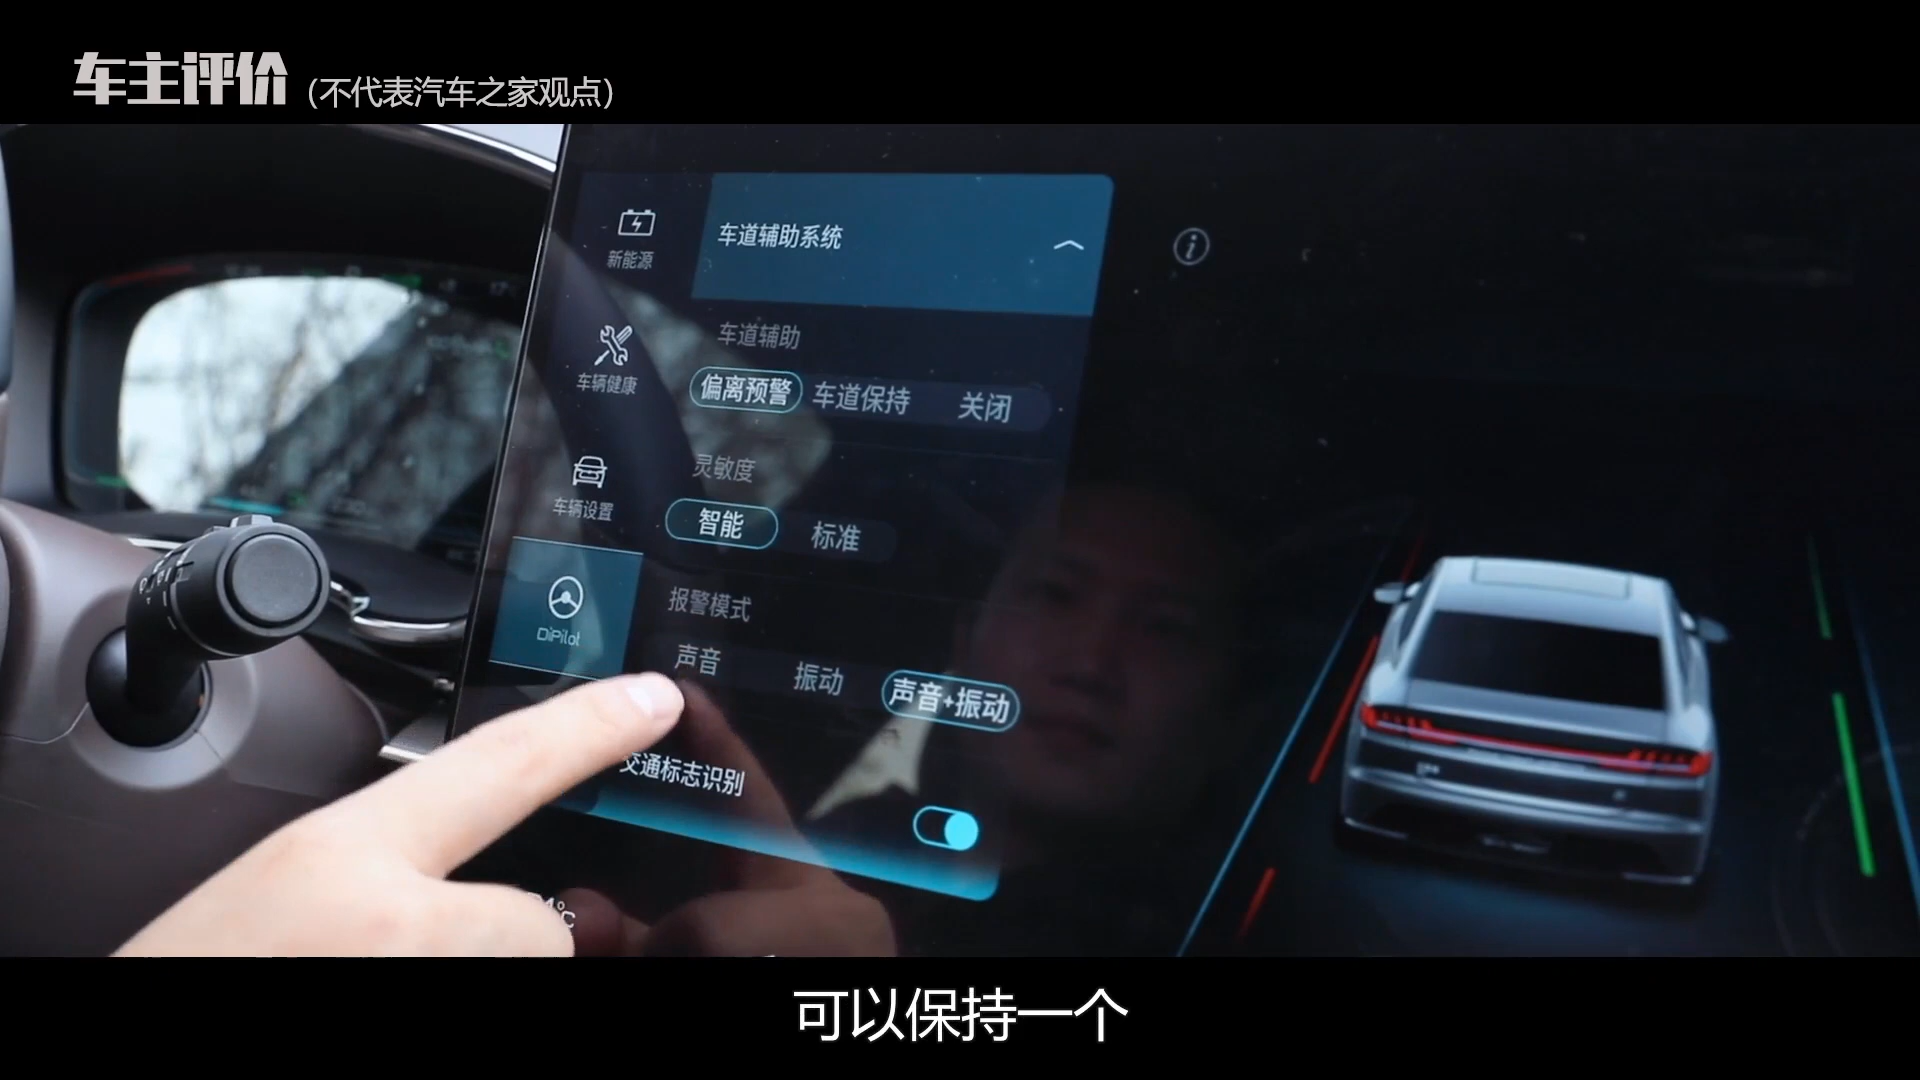 车主评价（不代表汽车之家观点）
新能源
车道辅助系统
车辆健康
车道辅助
偏离预警 车道保持 关闭
车辆设置
灵敏度
智能 标准
DiPilot
报警模式
声音 振动 声音+振动
交通标志识别
可以保持一个